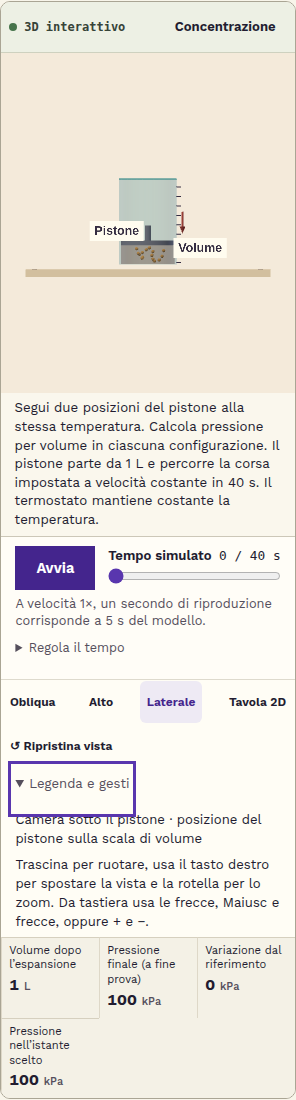 3D interattivo
Concentrazione
Pistone
Volume
Segui due posizioni del pistone alla
stessa temperatura. Calcola pressione
per volume in ciascuna configurazione. Il
pistone parte da 1 L e percorre la corsa
impostata a velocità costante in 40 s. Il
termostato mantiene costante la
temperatura.
Avvia
Tempo simulato 0 / 40 s
A velocità 1×, un secondo di riproduzione
corrisponde a 5 s del modello.
▶ Regola il tempo
Obliqua Alto Laterale Tavola 2D
↺ Ripristina vista
▼ Legenda e gesti
Camera sotto il pistone · posizione del
pistone sulla scala di volume
Trascina per ruotare, usa il tasto destro
per spostare la vista e la rotella per lo
zoom. Da tastiera usa le frecce, Maiusc e
frecce, oppure + e −.
Volume dopo
l'espansione
1 L
Pressione
finale (a fine
prova)
100 kPa
Variazione dal
riferimento
0 kPa
Pressione
nell'istante
scelto
100 kPa